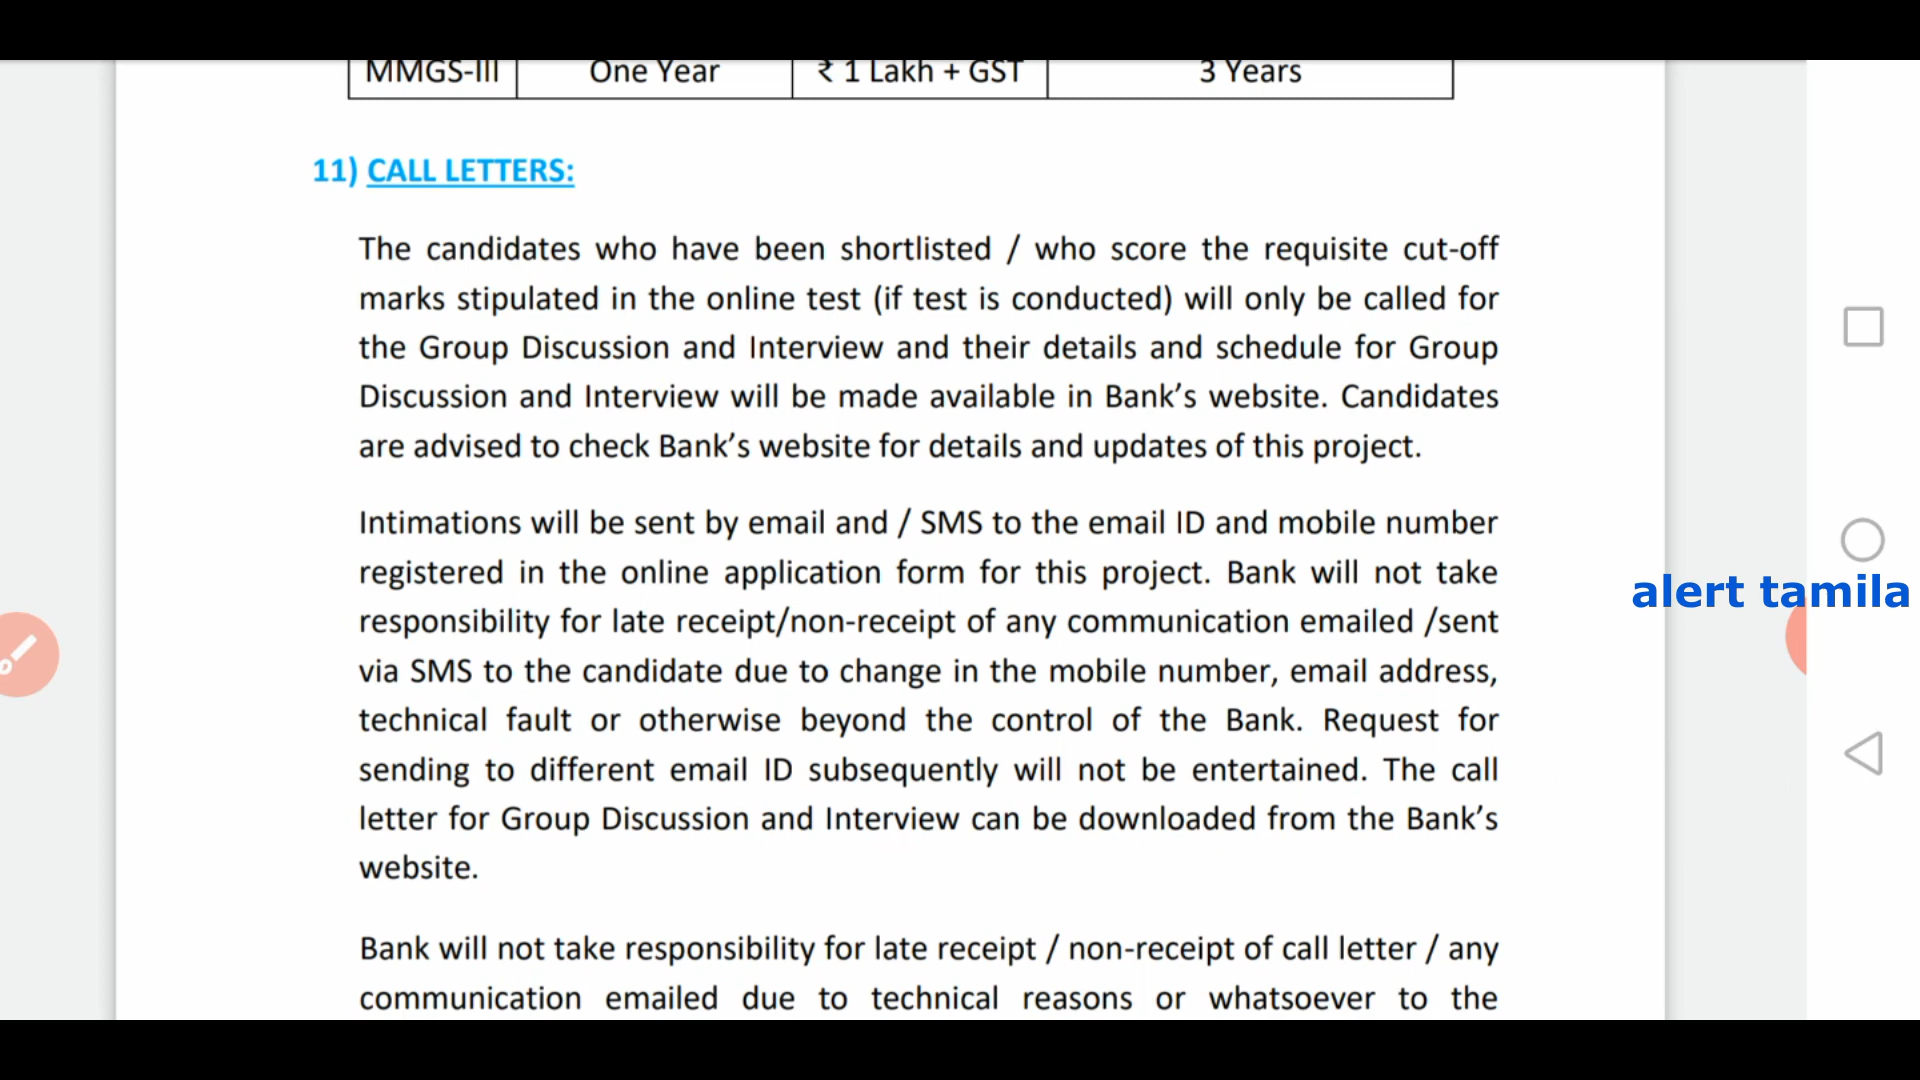 MMGS-III One Year ₹ 1 Lakh + GST 3 Years
11) CALL LETTERS:
The candidates who have been shortlisted / who score the requisite cut-off
marks stipulated in the online test (if test is conducted) will only be called for
the Group Discussion and Interview and their details and schedule for Group
Discussion and Interview will be made available in Bank’s website. Candidates
are advised to check Bank’s website for details and updates of this project.
Intimations will be sent by email and / SMS to the email ID and mobile number
registered in the online application form for this project. Bank will not take
responsibility for late receipt/non-receipt of any communication emailed /sent
via SMS to the candidate due to change in the mobile number, email address,
technical fault or otherwise beyond the control of the Bank. Request for
sending to different email ID subsequently will not be entertained. The call
letter for Group Discussion and Interview can be downloaded from the Bank’s
website.
Bank will not take responsibility for late receipt / non-receipt of call letter / any
communication emailed due to technical reasons or whatsoever to the
alert tamila